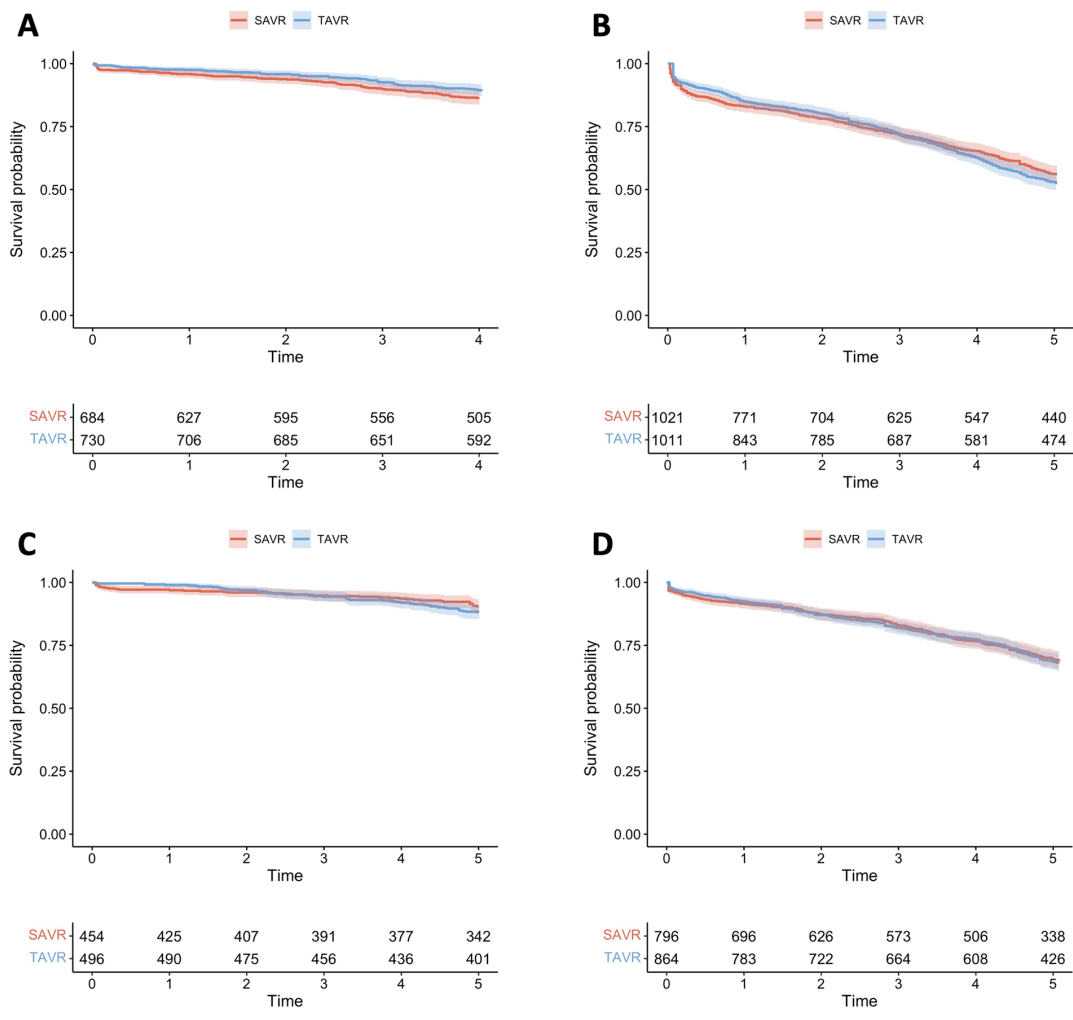 A
SAVR TAVR
1.00
0.75
0.50
0.25
0.00
Survival probability
0 1 2 3 4
Time
SAVR 684 627 595 556 505
TAVR 730 706 685 651 592
0 1 2 3 4
Time
B
SAVR TAVR
1.00
0.75
0.50
0.25
0.00
Survival probability
0 1 2 3 4 5
Time
SAVR 1021 771 704 625 547 440
TAVR 1011 843 785 687 581 474
0 1 2 3 4 5
Time
C
SAVR TAVR
1.00
0.75
0.50
0.25
0.00
Survival probability
0 1 2 3 4 5
Time
SAVR 454 425 407 391 377 342
TAVR 496 490 475 456 436 401
0 1 2 3 4 5
Time
D
SAVR TAVR
1.00
0.75
0.50
0.25
0.00
Survival probability
0 1 2 3 4 5
Time
SAVR 796 696 626 573 506 338
TAVR 864 783 722 664 608 426
0 1 2 3 4 5
Time